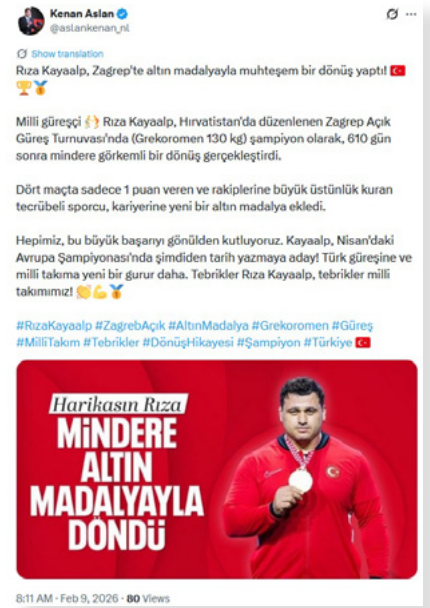 Kenan Aslan
@aslankenan_nl
Show translation
Rıza Kayaalp, Zagrep'te altın madalyayla muhteşem bir dönüş yaptı! 🇹🇷
🏆🥇
Milli güreşçi 🤼 Rıza Kayaalp, Hırvatistan'da düzenlenen Zagrep Açık
Güreş Turnuvası'nda (Grekoromen 130 kg) şampiyon olarak, 610 gün
sonra mindere görkemli bir dönüş gerçekleştirdi.
Dört maçta sadece 1 puan veren ve rakiplerine büyük üstünlük kuran
tecrübeli sporcu, kariyerine yeni bir altın madalya ekledi.
Hepimiz, bu büyük başarıyı gönülden kutluyoruz. Kayaalp, Nisan'daki
Avrupa Şampiyonası'nda şimdiden tarih yazmaya aday! Türk güreşine ve
milli takıma yeni bir gurur daha. Tebrikler Rıza Kayaalp, tebrikler milli
takımımız! 👏💪🥇
#RızaKayaalp #ZagrebAçık #AltınMadalya #Grekoromen #Güreş
#MilliTakım #Tebrikler #DönüşHikayesi #Şampiyon #Türkiye 🇹🇷
Harikasın Rıza
MİNDERE
ALTIN
MADALYAYLA
DÖNDÜ
8:11 AM · Feb 9, 2026 · 80 Views